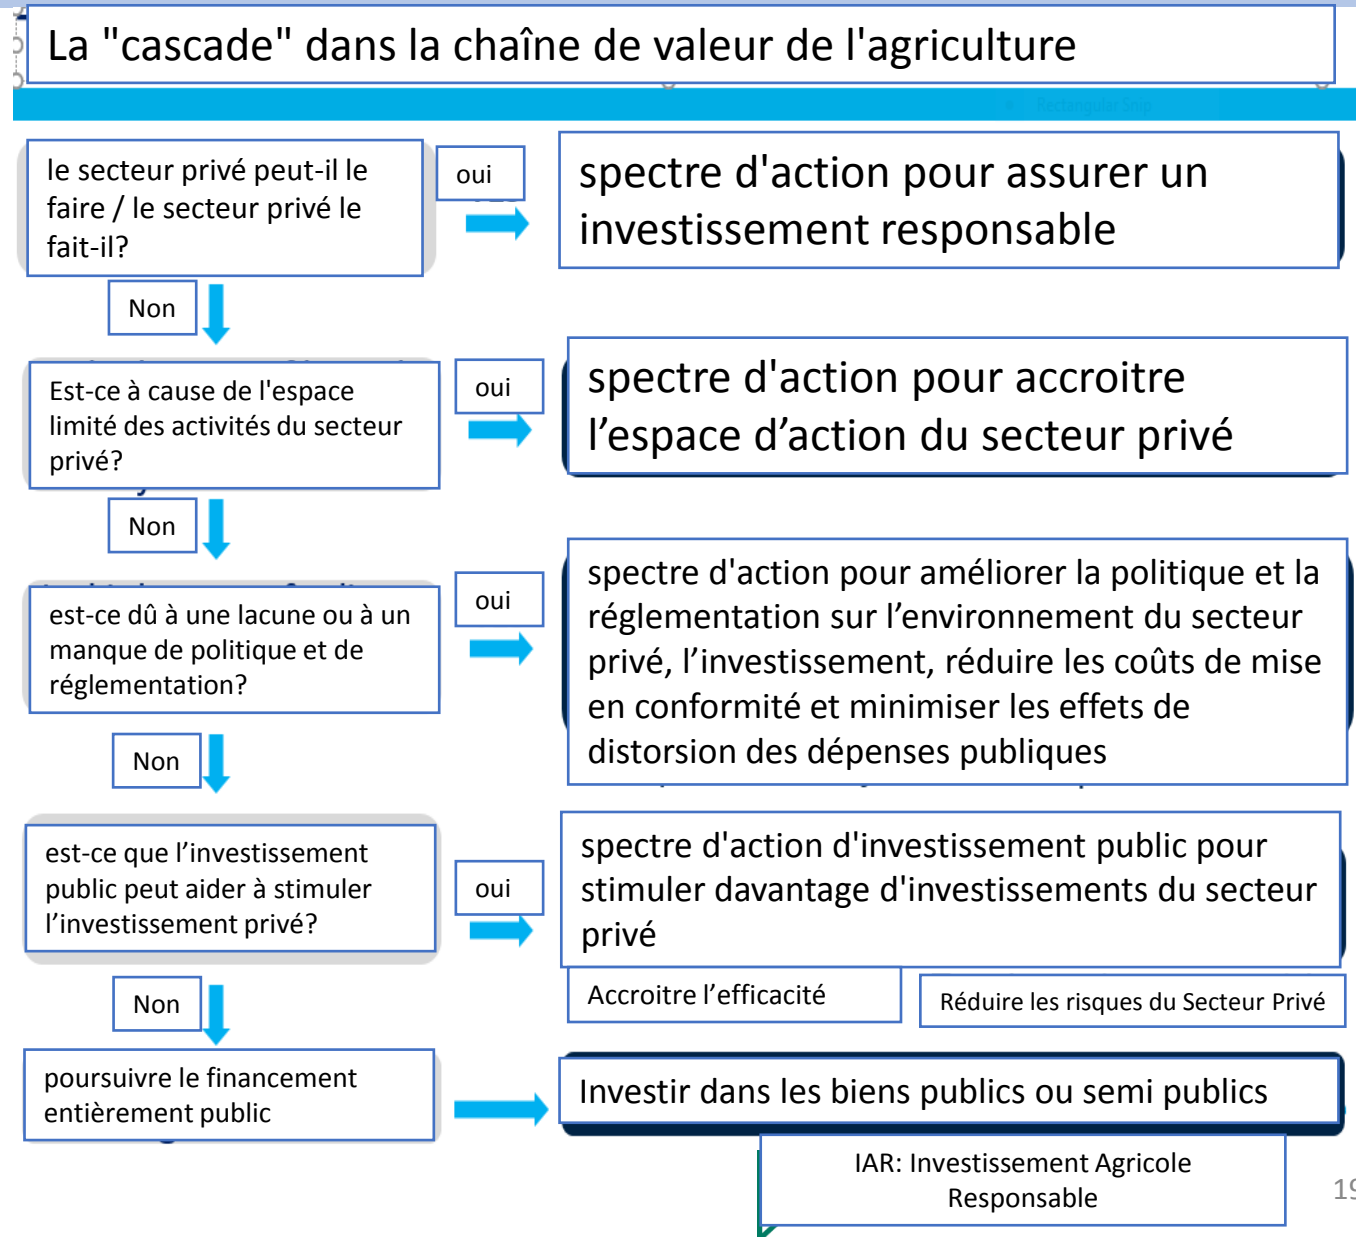 La "cascade" dans la chaîne de valeur de l'agriculture
Rectangular Snip
le secteur privé peut-il le
faire / le secteur privé le
fait-il?
oui
spectre d'action pour assurer un
investissement responsable
Non
Est-ce à cause de l'espace
limité des activités du secteur
privé?
oui
spectre d'action pour accroitre
l’espace d’action du secteur privé
Non
est-ce dû à une lacune ou à un
manque de politique et de
réglementation?
oui
spectre d'action pour améliorer la politique et la
réglementation sur l’environnement du secteur
privé, l’investissement, réduire les coûts de mise
en conformité et minimiser les effets de
distorsion des dépenses publiques
Non
est-ce que l’investissement
public peut aider à stimuler
l’investissement privé?
oui
spectre d'action d'investissement public pour
stimuler davantage d'investissements du secteur
privé
Accroitre l’efficacité
Réduire les risques du Secteur Privé
Non
poursuivre le financement
entièrement public
Investir dans les biens publics ou semi publics
IAR: Investissement Agricole
Responsable
19